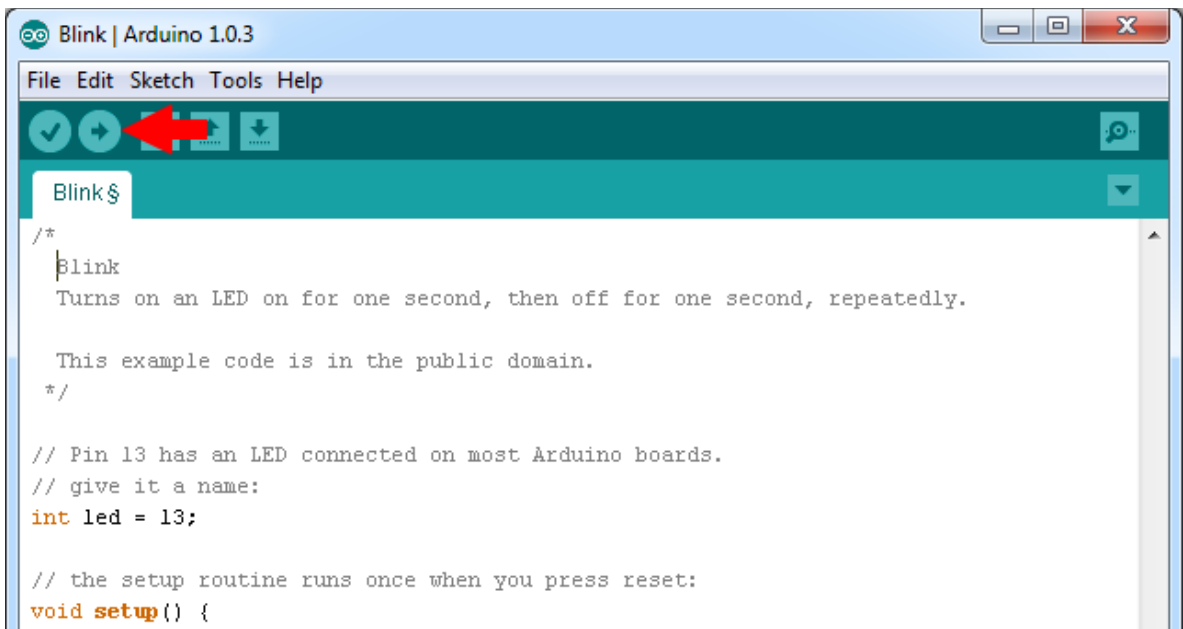 Blink | Arduino 1.0.3
File Edit Sketch Tools Help
Blink §
/*
  Blink
  Turns on an LED on for one second, then off for one second, repeatedly.

  This example code is in the public domain.
 */

// Pin 13 has an LED connected on most Arduino boards.
// give it a name:
int led = 13;

// the setup routine runs once when you press reset:
void setup() {